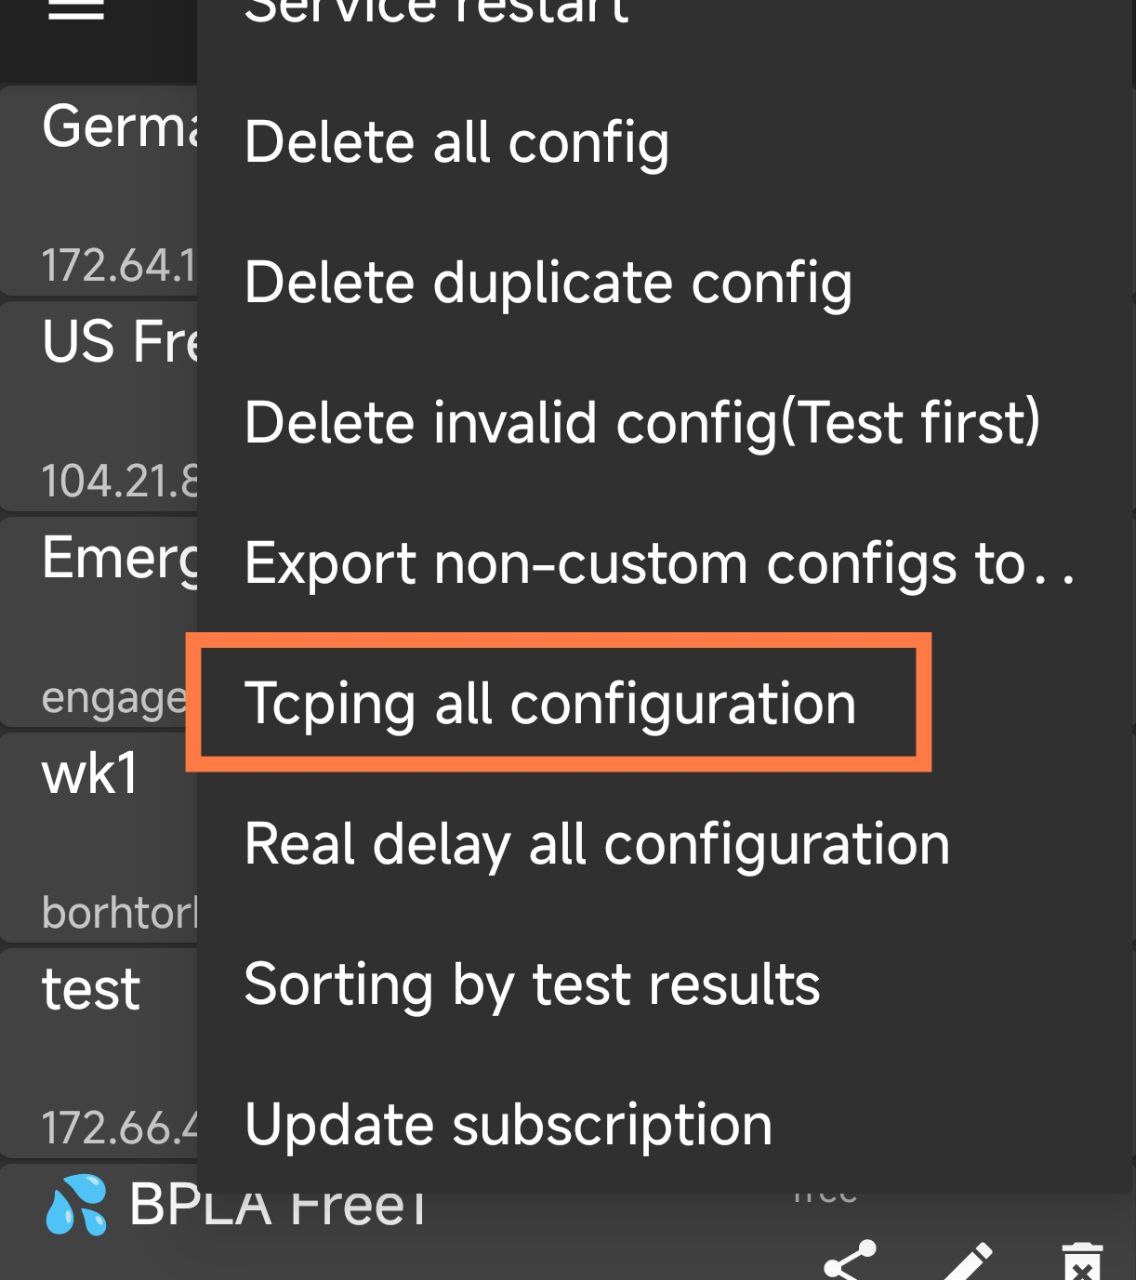 Service restart
Germa
Delete all config
172.64.1
Delete duplicate config
US Fre
Delete invalid config(Test first)
104.21.8
Emerg
Export non-custom configs to..
engage
Tcping all configuration
wk1
Real delay all configuration
borhtor
test
Sorting by test results
172.66.4
Update subscription
💦 BPLA Free1
free